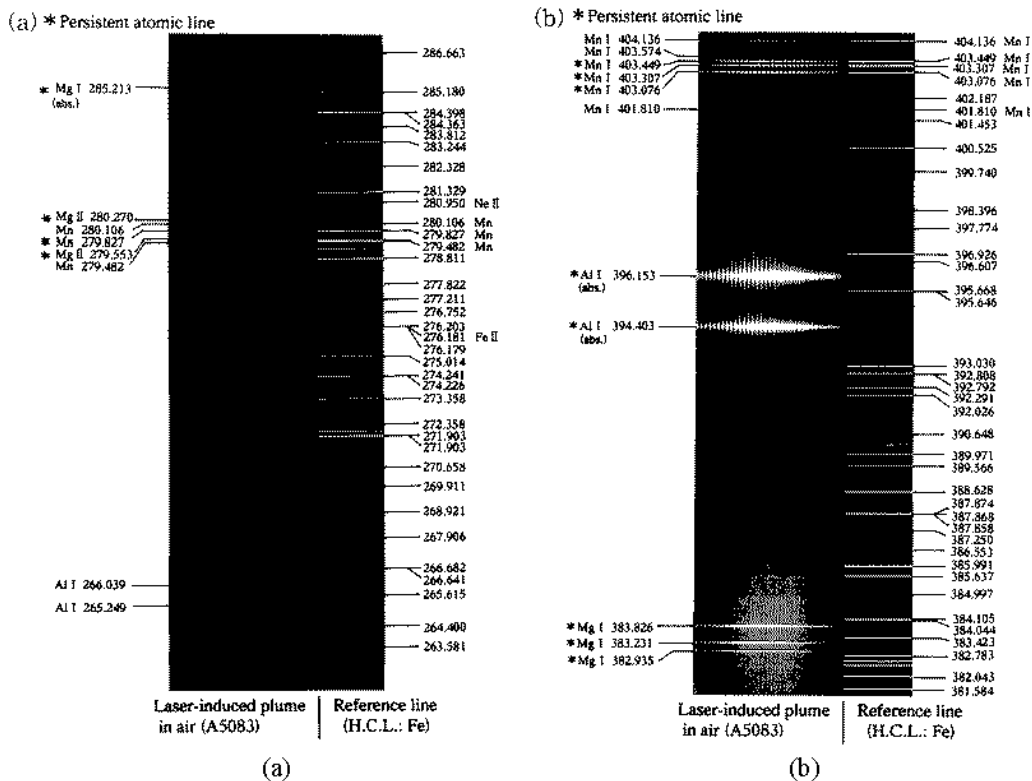 (a) * Persistent atomic line
* Mg I 285.213
(abs.)
* Mg II 280.270
Mn 280.106
* Mn 279.827
* Mg II 279.553
Mn 279.482
Al I 266.039
Al I 265.249
286.663
285.180
284.398
284.363
283.812
283.244
282.328
281.329
280.950 Ne II
280.106 Mn
279.827 Mn
279.482 Mn
278.811
277.822
277.211
276.752
276.203
276.181 Fe II
276.179
275.014
274.241
274.226
273.358
272.358
271.903
271.903
270.658
269.911
268.921
267.906
266.682
266.641
265.615
264.400
263.581
Laser-induced plume
in air (A5083)
Reference line
(H.C.L.: Fe)
(a)
(b) * Persistent atomic line
Mn I 404.136
Mn I 403.574
* Mn I 403.449
* Mn I 403.307
* Mn I 403.076
Mn I 401.810
* Al I 396.153
(abs.)
* Al I 394.403
(abs.)
* Mg I 383.826
* Mg I 383.231
* Mg I 382.935
404.136 Mn I
403.449 Mn I
403.307 Mn I
403.076 Mn I
402.187
401.810 Mn I
401.453
400.525
399.740
398.396
397.774
396.926
396.607
395.668
395.646
393.030
392.808
392.792
392.291
392.026
390.648
389.971
389.366
388.628
387.874
387.868
387.858
387.250
386.553
385.991
385.637
384.997
384.105
384.044
383.423
382.783
382.043
381.584
Laser-induced plume
in air (A5083)
Reference line
(H.C.L.: Fe)
(b)